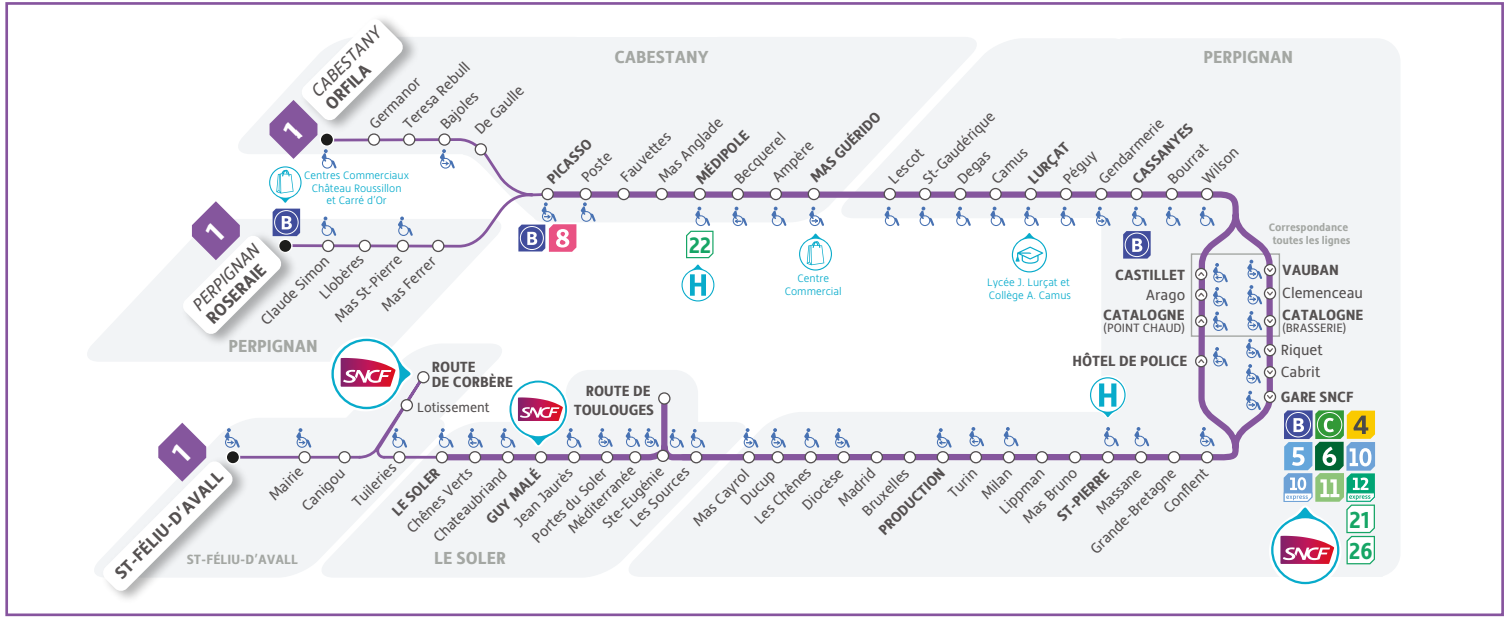 CABESTANY
PERPIGNAN
1
CABESTANY
ORFILA
Germanor
Teresa Rebull
Bajoles
De Gaulle
Centres Commerciaux
Château Roussillon
et Carré d'Or
B
1
PERPIGNAN
ROSERAIE
Claude Simon
Llobères
Mas St-Pierre
Mas Ferrer
PERPIGNAN
PICASSO
B
8
Poste
Fauvettes
Mas Anglade
MÉDIPOLE
22
H
Becquerel
Ampère
MAS GUÉRIDO
Centre
Commercial
Lescot
St-Gaudérique
Degas
Camus
LURÇAT
Lycée J. Lurçat et
Collège A. Camus
Péguy
Gendarmerie
CASSANYES
B
Bourrat
Wilson
Correspondance
toutes les lignes
CASTILLET
Arago
CATALOGNE
(POINT CHAUD)
HÔTEL DE POLICE
VAUBAN
Clemenceau
CATALOGNE
(BRASSERIE)
Riquet
Cabrit
GARE SNCF
B
C
4
5
6
10
10
express
11
12
express
21
26
SNCF
SNCF
ROUTE
DE CORBÈRE
Lotissement
SNCF
ROUTE DE
TOULOUGES
H
1
ST-FÉLIU-D'AVALL
Mairie
Canigou
Tuileries
LE SOLER
Chênes Verts
Chateaubriand
GUY MALÉ
Jean Jaurès
Portes du Soler
Méditerranée
Ste-Eugénie
Les Sources
Mas Cayrol
Ducup
Les Chênes
Diocèse
Madrid
Bruxelles
PRODUCTION
Turin
Milan
Lippman
Mas Bruno
ST-PIERRE
Massane
Grande-Bretagne
Conflent
ST-FÉLIU-D'AVALL
LE SOLER